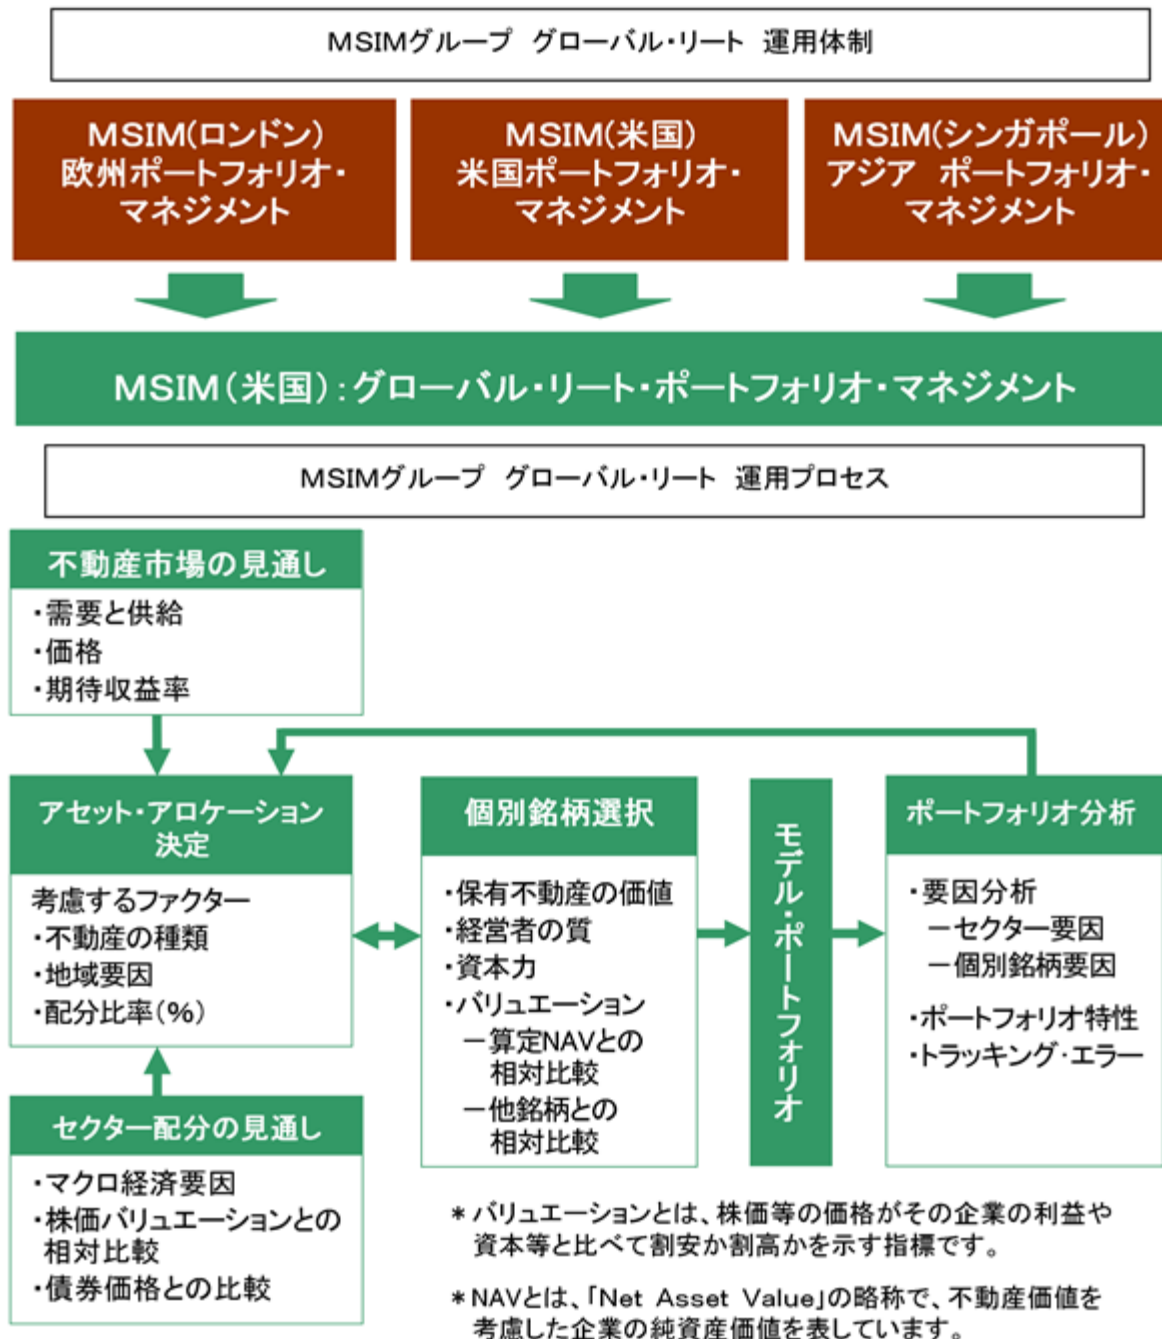 MSIMグループ　グローバル・リート　運用体制
MSIM(ロンドン)
欧州ポートフォリオ・
マネジメント
MSIM(米国)
米国ポートフォリオ・
マネジメント
MSIM(シンガポール)
アジア　ポートフォリオ・
マネジメント
MSIM(米国):グローバル・リート・ポートフォリオ・マネジメント
MSIMグループ　グローバル・リート　運用プロセス
不動産市場の見通し
・需要と供給
・価格
・期待収益率
アセット・アロケーション
決定
考慮するファクター
・不動産の種類
・地域要因
・配分比率(%)
セクター配分の見通し
・マクロ経済要因
・株価バリュエーションとの
相対比較
・債券価格との比較
個別銘柄選択
・保有不動産の価値
・経営者の質
・資本力
・バリュエーション
－算定NAVとの
相対比較
－他銘柄との
相対比較
モデル・ポートフォリオ
ポートフォリオ分析
・要因分析
－セクター要因
－個別銘柄要因
・ポートフォリオ特性
・トラッキング・エラー
＊バリュエーションとは、株価等の価格がその企業の利益や
資本等と比べて割安か割高かを示す指標です。
＊NAVとは、「Net Asset Value」の略称で、不動産価値を
考慮した企業の純資産価値を表しています。